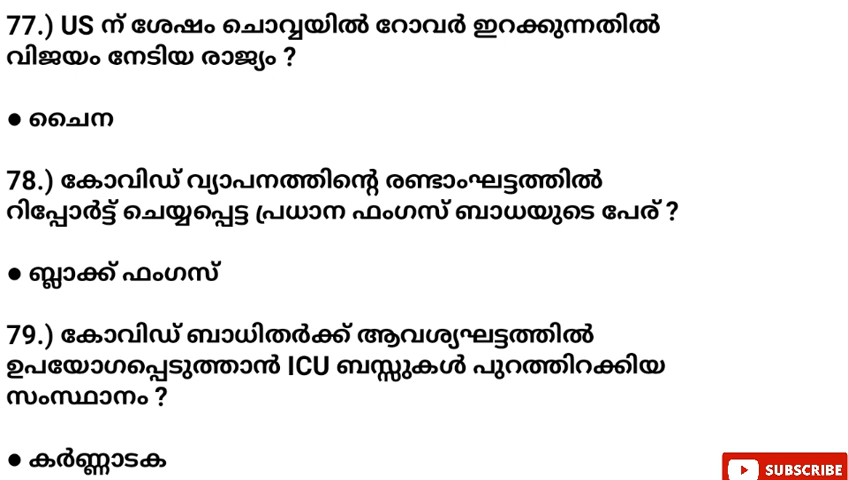 77.) US ന് ശേഷം ചൊവ്വയിൽ റോവർ ഇറക്കുന്നതിൽ
വിജയം നേടിയ രാജ്യം ?
● ചൈന
78.) കോവിഡ് വ്യാപനത്തിന്റെ രണ്ടാംഘട്ടത്തിൽ
റിപ്പോർട്ട് ചെയ്യപ്പെട്ട പ്രധാന ഫംഗസ് ബാധയുടെ പേര് ?
● ബ്ലാക്ക് ഫംഗസ്
79.) കോവിഡ് ബാധിതർക്ക് ആവശ്യഘട്ടത്തിൽ
ഉപയോഗപ്പെടുത്താൻ ICU ബസ്സുകൾ പുറത്തിറക്കിയ
സംസ്ഥാനം ?
● കർണ്ണാടക
SUBSCRIBE